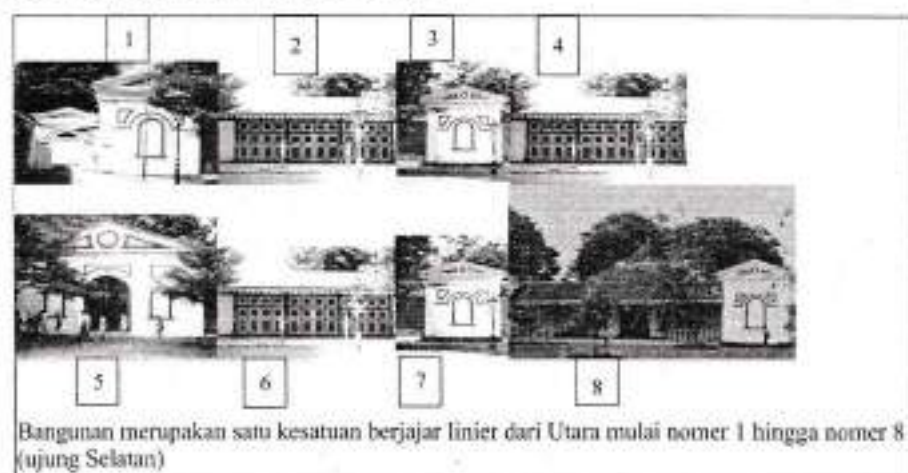 1 2 3 4
5 6 7 8
Bangunan merupakan satu kesatuan berjajar linier dari Utara mulai nomer 1 hingga nomer 8
(ujung Selatan)